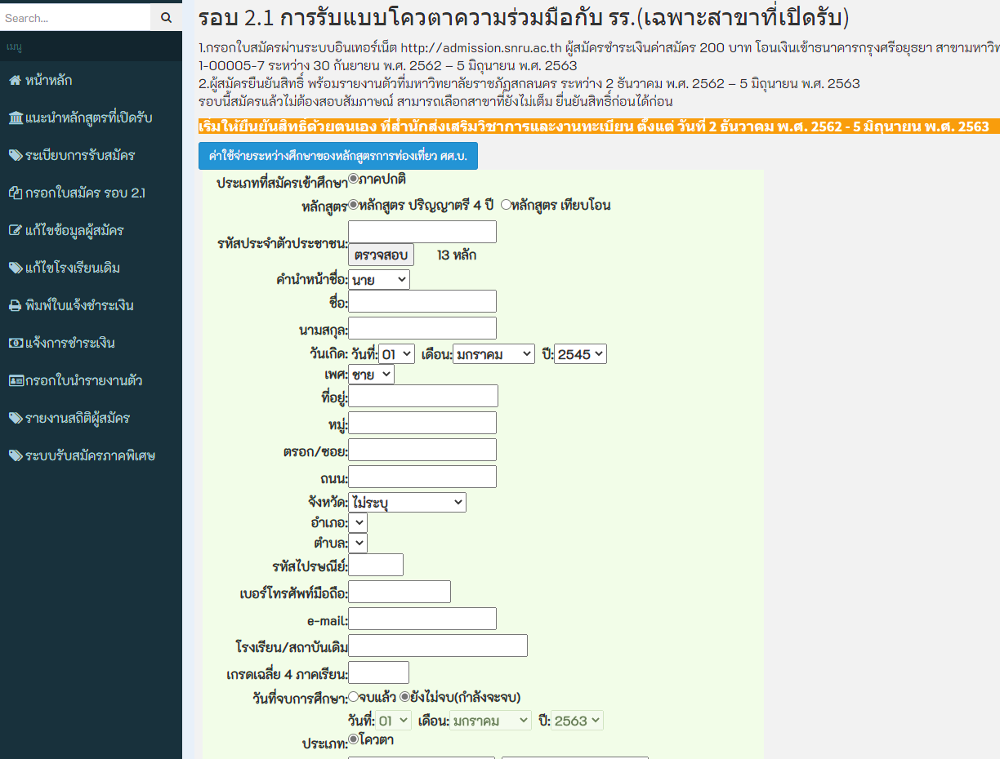 Search...
เมนู
หน้าหลัก
แนะนำหลักสูตรที่เปิดรับ
ระเบียบการรับสมัคร
กรอกใบสมัคร รอบ 2.1
แก้ไขข้อมูลผู้สมัคร
แก้ไขโรงเรียนเดิม
พิมพ์ใบแจ้งชำระเงิน
แจ้งการชำระเงิน
กรอกใบนำรายงานตัว
รายงานสถิติผู้สมัคร
ระบบรับสมัครภาคพิเศษ
รอบ 2.1 การรับแบบโควตาความร่วมมือกับ รร.(เฉพาะสาขาที่เปิดรับ)
1.กรอกใบสมัครผ่านระบบอินเทอร์เน็ต http://admission.snru.ac.th ผู้สมัครชำระเงินค่าสมัคร 200 บาท โอนเงินเข้าธนาคารกรุงศรีอยุธยา สาขามหาวิท
1-00005-7 ระหว่าง 30 กันยายน พ.ศ. 2562 – 5 มิถุนายน พ.ศ. 2563
2.ผู้สมัครยืนยันสิทธิ์ พร้อมรายงานตัวที่มหาวิทยาลัยราชภัฏสกลนคร ระหว่าง 2 ธันวาคม พ.ศ. 2562 – 5 มิถุนายน พ.ศ. 2563
รอบนี้สมัครแล้วไม่ต้องสอบสัมภาษณ์ สามารถเลือกสาขาที่ยังไม่เต็ม ยื่นยันสิทธิ์ก่อนได้ก่อน
เริ่มให้ยืนยันสิทธิ์ด้วยตนเอง ที่สำนักส่งเสริมวิชาการและงานทะเบียน ตั้งแต่ วันที่ 2 ธันวาคม พ.ศ. 2562 - 5 มิถุนายน พ.ศ. 2563
ค่าใช้จ่ายระหว่างศึกษาของหลักสูตรการท่องเที่ยว ศศ.บ.
ประเภทที่สมัครเข้าศึกษา ภาคปกติ
หลักสูตร หลักสูตร ปริญญาตรี 4 ปี หลักสูตร เทียบโอน
รหัสประจำตัวประชาชน:
ตรวจสอบ 13 หลัก
คำนำหน้าชื่อ: นาย
ชื่อ:
นามสกุล:
วันเกิด: วันที่: 01 เดือน: มกราคม ปี: 2545
เพศ: ชาย
ที่อยู่:
หมู่:
ตรอก/ซอย:
ถนน:
จังหวัด: ไม่ระบุ
อำเภอ:
ตำบล:
รหัสไปรษณีย์:
เบอร์โทรศัพท์มือถือ:
e-mail:
โรงเรียน/สถาบันเดิม
เกรดเฉลี่ย 4 ภาคเรียน:
วันที่จบการศึกษา: จบแล้ว ยังไม่จบ(กำลังจะจบ)
วันที่: 01 เดือน: มกราคม ปี: 2563
ประเภท: โควตา